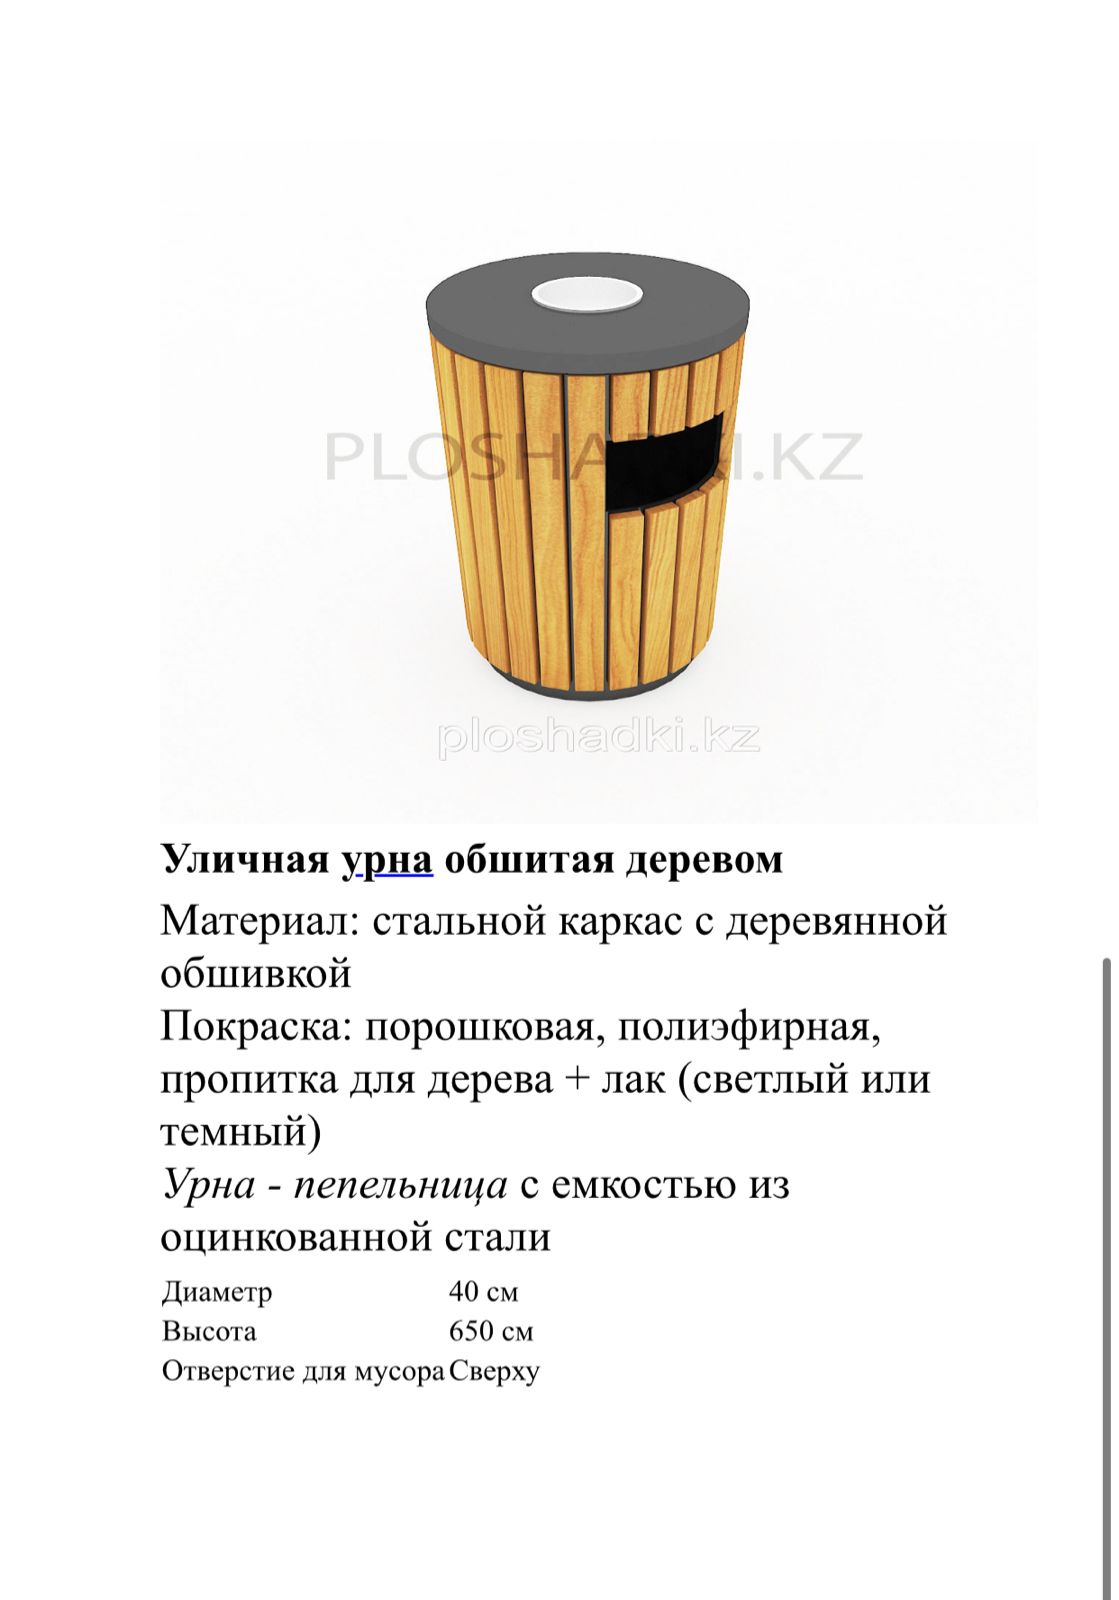 PLOSHADKI.KZ
ploshadki.kz
Уличная урна обшитая деревом
Материал: стальной каркас с деревянной
обшивкой
Покраска: порошковая, полиэфирная,
пропитка для дерева + лак (светлый или
темный)
Урна - пепельница с емкостью из
оцинкованной стали
Диаметр 40 см
Высота 650 см
Отверстие для мусора Сверху